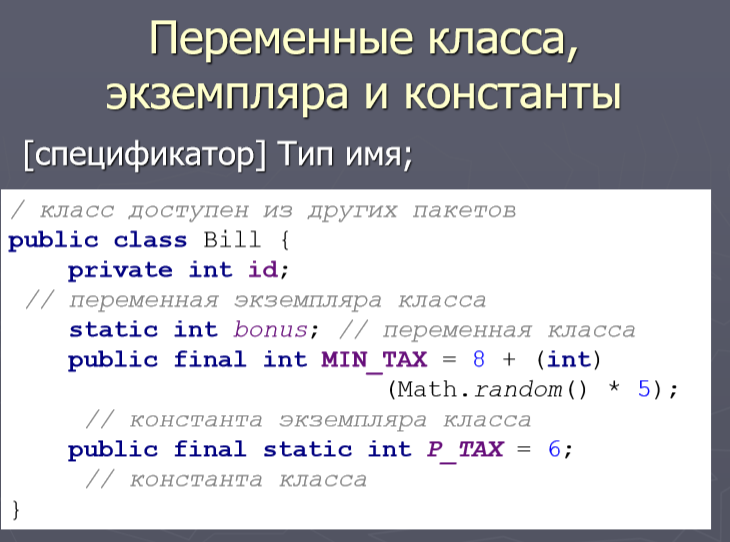 Переменные класса,
экземпляра и константы
[спецификатор] Тип имя;
/ класс доступен из других пакетов
public class Bill {
private int id;
// переменная экземпляра класса
static int bonus; // переменная класса
public final int MIN_TAX = 8 + (int)
(Math.random() * 5);
// константа экземпляра класса
public final static int P_TAX = 6;
// константа класса
}